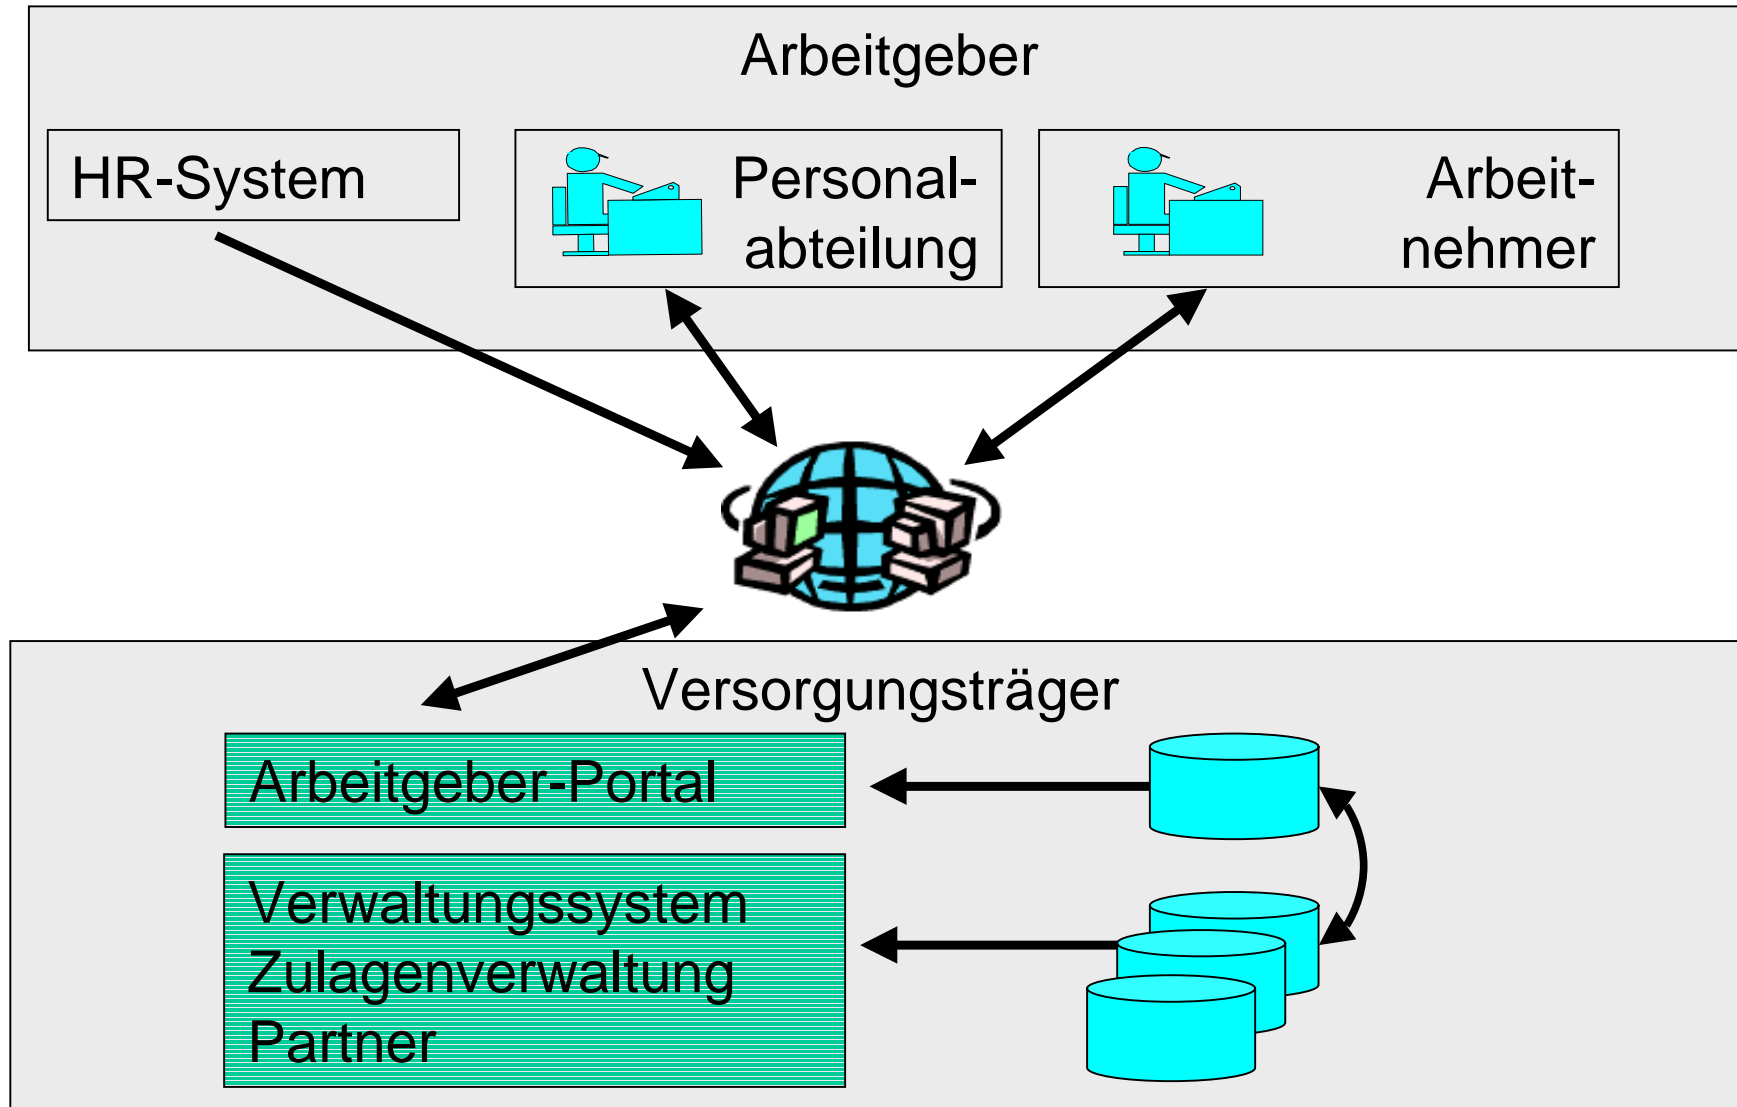 Arbeitgeber
HR-System
Personal-
abteilung
Arbeit-
nehmer
Versorgungsträger
Arbeitgeber-Portal
Verwaltungssystem
Zulagenverwaltung
Partner